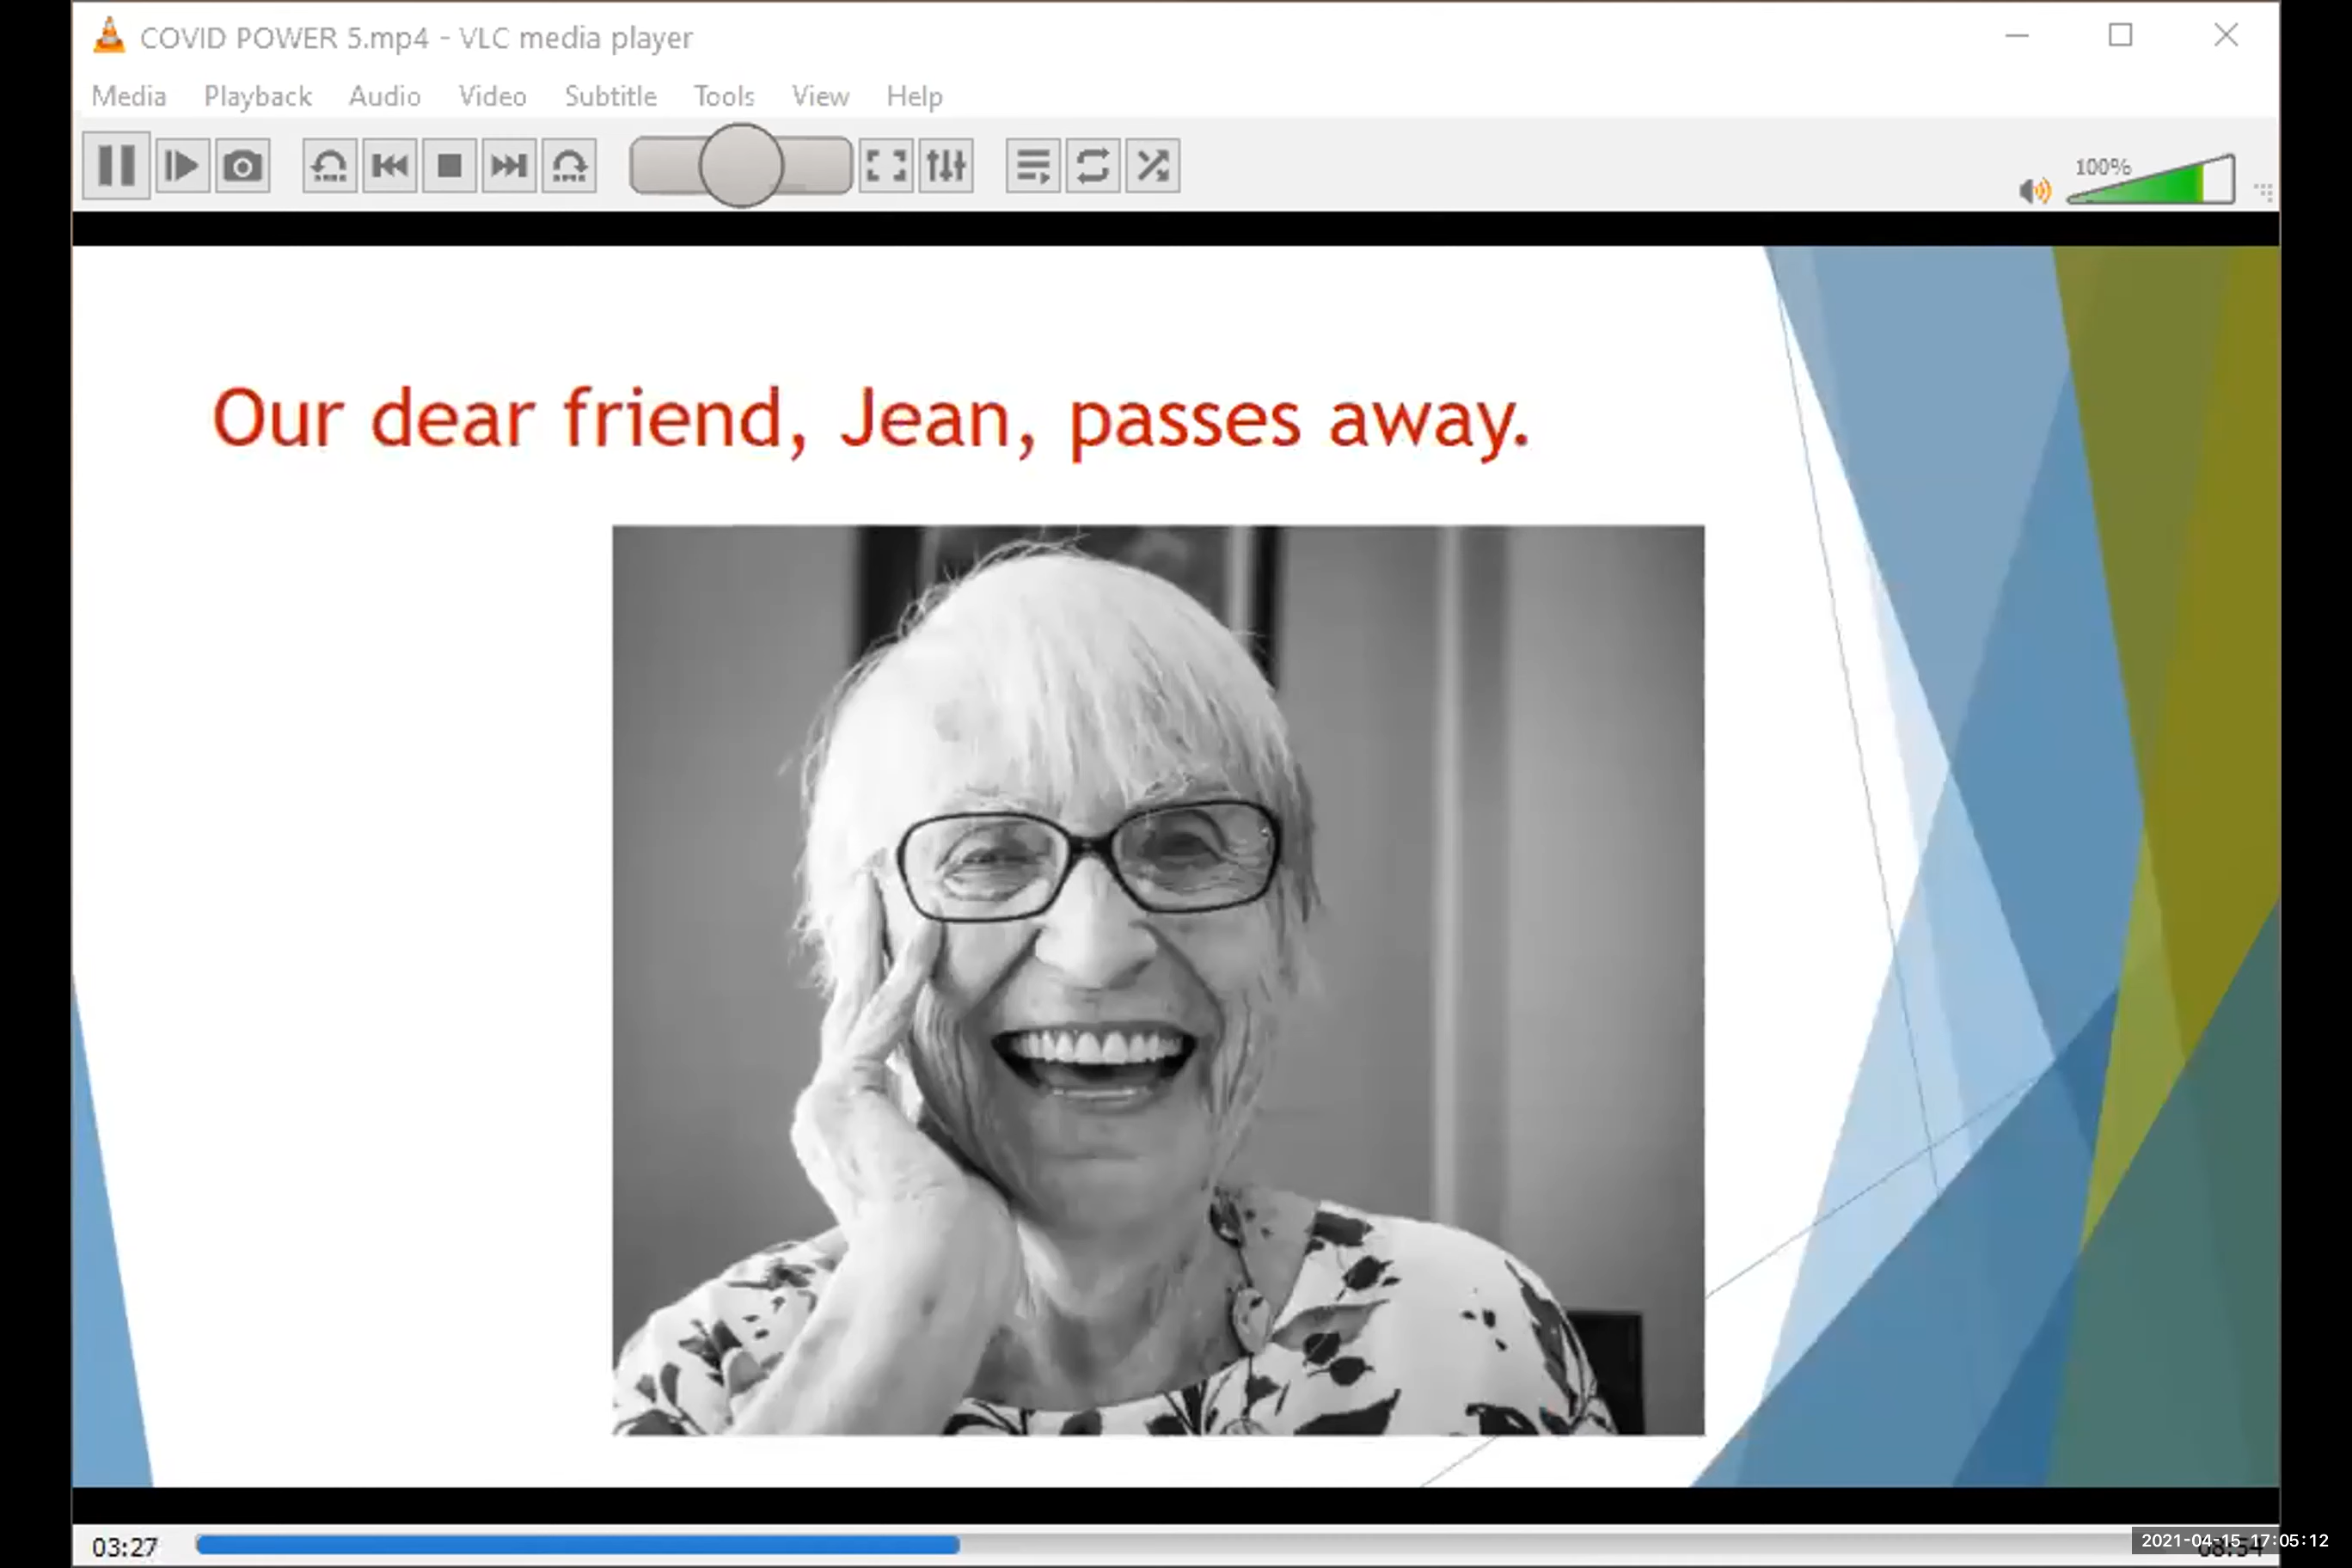 COVID POWER 5.mp4 - VLC media player
Media Playback Audio Video Subtitle Tools View Help
100%
Our dear friend, Jean, passes away.
03:27
2021-04-15 17:05:12